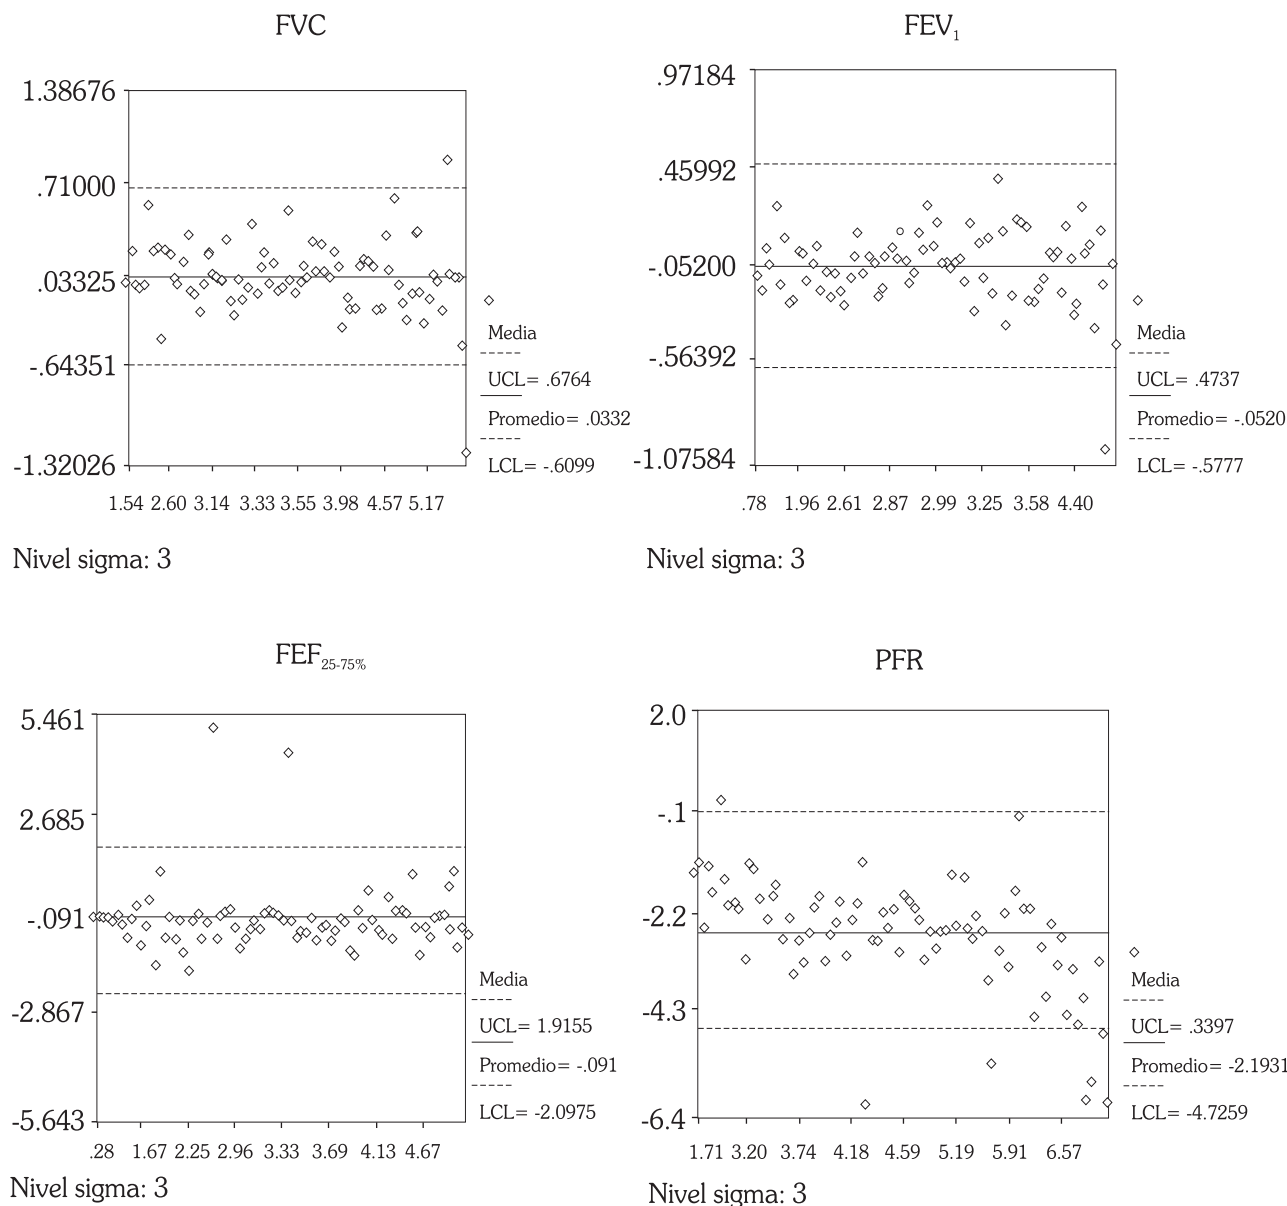 FVC
1.38676
.71000
.03325
-.64351
-1.32026
1.54 2.60 3.14 3.33 3.55 3.98 4.57 5.17
Media
UCL= .6764
Promedio= .0332
LCL= -.6099
Nivel sigma: 3
FEV1
.97184
.45992
-.05200
-.56392
-1.07584
.78 1.96 2.61 2.87 2.99 3.25 3.58 4.40
Media
UCL= .4737
Promedio= -.0520
LCL= -.5777
Nivel sigma: 3
FEF25-75%
5.461
2.685
-.091
-2.867
-5.643
.28 1.67 2.25 2.96 3.33 3.69 4.13 4.67
Media
UCL= 1.9155
Promedio= -.091
LCL= -2.0975
Nivel sigma: 3
PFR
2.0
-.1
-2.2
-4.3
-6.4
1.71 3.20 3.74 4.18 4.59 5.19 5.91 6.57
Media
UCL= .3397
Promedio= -2.1931
LCL= -4.7259
Nivel sigma: 3